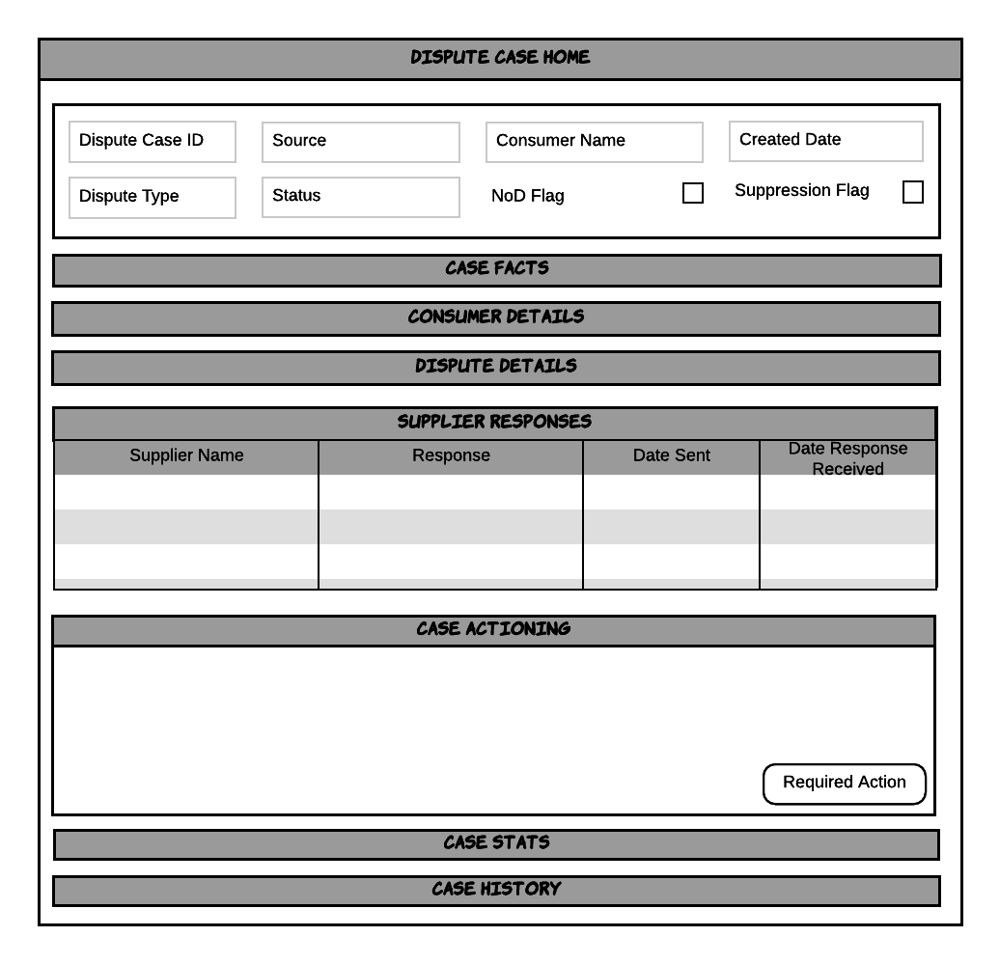 DISPUTE CASE HOME
Dispute Case ID
Source
Consumer Name
Created Date
Dispute Type
Status
NoD Flag
Suppression Flag
CASE FACTS
CONSUMER DETAILS
DISPUTE DETAILS
SUPPLIER RESPONSES
Supplier Name
Response
Date Sent
Date Response
Received
CASE ACTIONING
Required Action
CASE STATS
CASE HISTORY